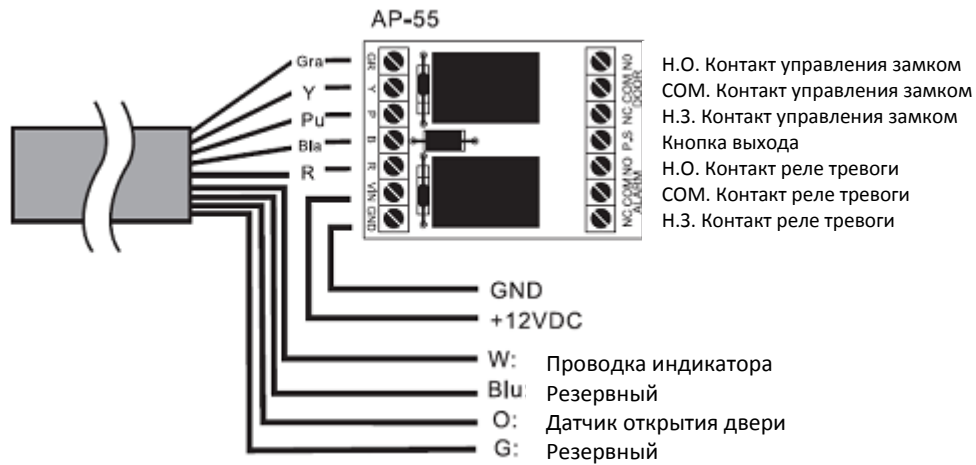 AP-55
Gra
Y
Pu
Bla
R
GR
Y
P
B
R
VIN
GND
NC COM NO
DOOR
P.S
NC COM NO
ALARM
Н.О. Контакт управления замком
COM. Контакт управления замком
Н.З. Контакт управления замком
Кнопка выхода
Н.О. Контакт реле тревоги
COM. Контакт реле тревоги
Н.З. Контакт реле тревоги
GND
+12VDC
W: Проводка индикатора
Blu: Резервный
O: Датчик открытия двери
G: Резервный